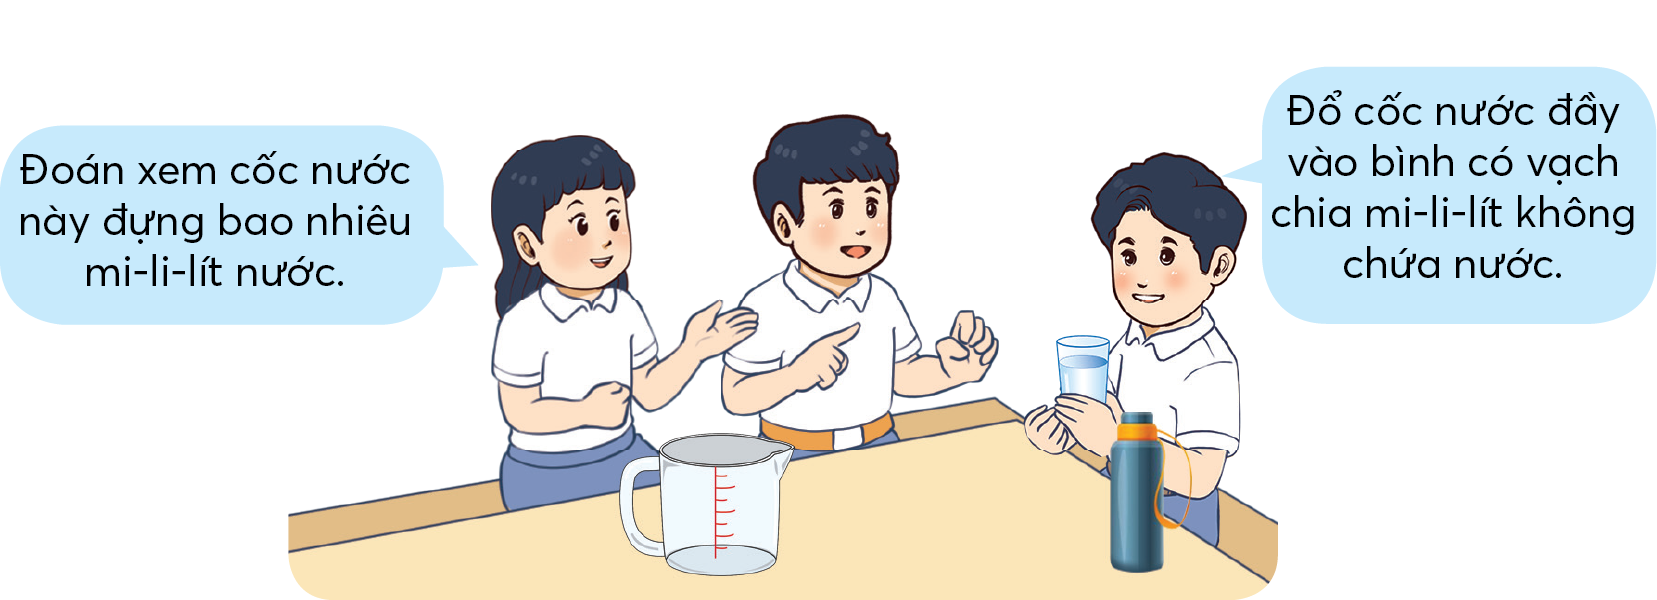 Đoán xem cốc nước
này đựng bao nhiêu
mi-li-lít nước.
Đổ cốc nước đầy
vào bình có vạch
chia mi-li-lít không
chứa nước.